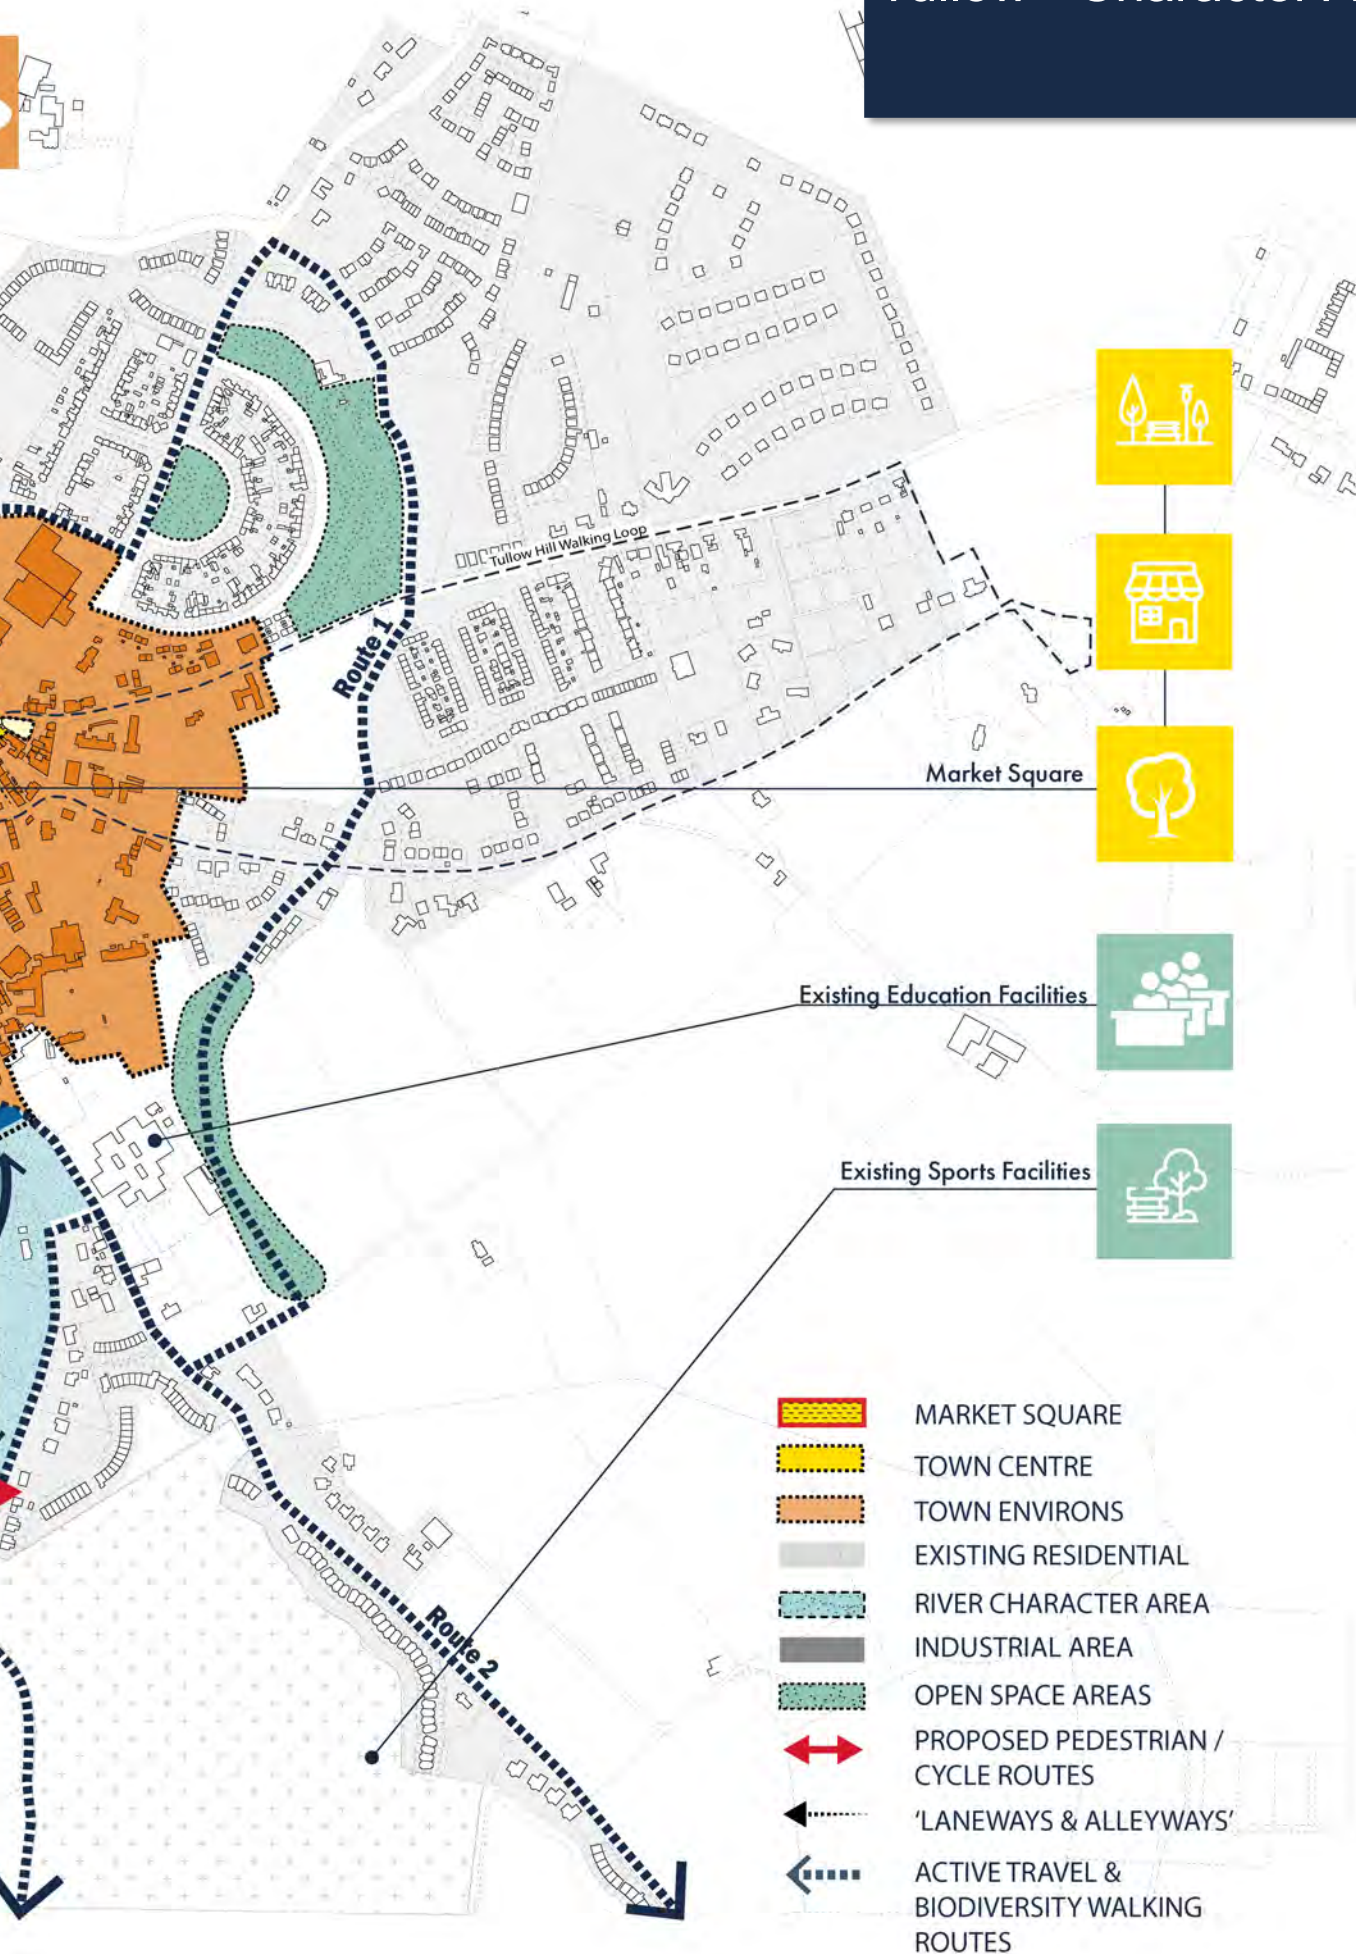 Tullow
Tullow Hill Walking Loop
Route 1
Market Square
Existing Education Facilities
Existing Sports Facilities
Route 2
MARKET SQUARE
TOWN CENTRE
TOWN ENVIRONS
EXISTING RESIDENTIAL
RIVER CHARACTER AREA
INDUSTRIAL AREA
OPEN SPACE AREAS
PROPOSED PEDESTRIAN /
CYCLE ROUTES
'LANEWAYS & ALLEYWAYS'
ACTIVE TRAVEL &
BIODIVERSITY WALKING
ROUTES